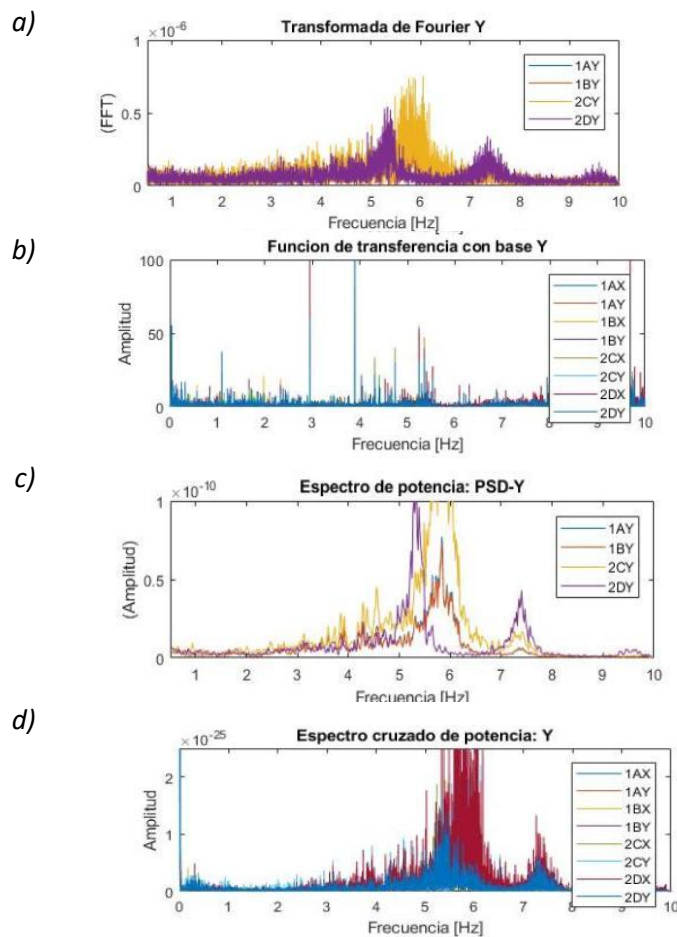 a)
Transformada de Fourier Y
×10-6
1
0.5
0
(FFT)
1AY
1BY
2CY
2DY
1 2 3 4 5 6 7 8 9 10
Frecuencia [Hz]
b)
Funcion de transferencia con base Y
100
50
0
Amplitud
1AX
1AY
1BX
1BY
2CX
2CY
2DX
2DY
0 1 2 3 4 5 6 7 8 9 10
Frecuencia [Hz]
c)
Espectro de potencia: PSD-Y
×10-10
1
0.5
0
(Amplitud)
1AY
1BY
2CY
2DY
1 2 3 4 5 6 7 8 9 10
Frecuencia [Hz]
d)
Espectro cruzado de potencia: Y
×10-25
2
1
0
Amplitud
1AX
1AY
1BX
1BY
2CX
2CY
2DX
2DY
0 1 2 3 4 5 6 7 8 9 10
Frecuencia [Hz]